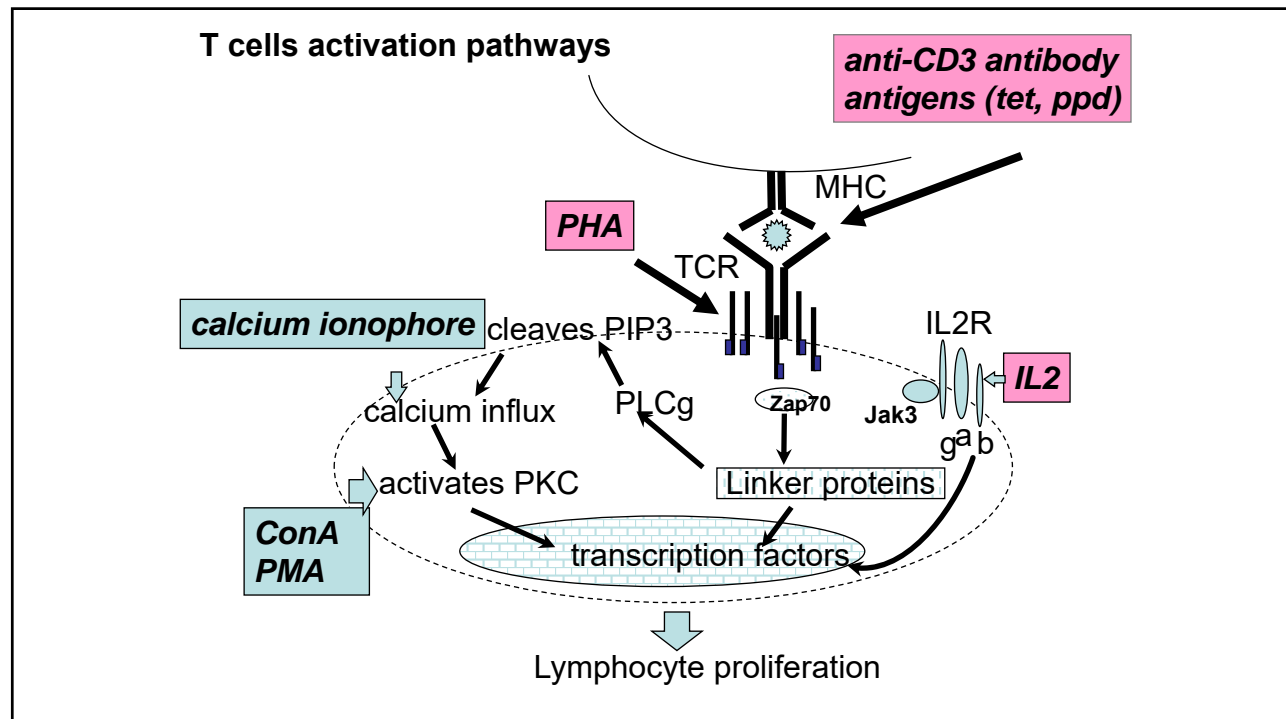 T cells activation pathways
anti-CD3 antibody
antigens (tet, ppd)
MHC
PHA
TCR
calcium ionophore
cleaves PIP3
IL2R
IL2
calcium influx
PLCg
Zap70
Jak3
g a b
activates PKC
Linker proteins
ConA
PMA
transcription factors
Lymphocyte proliferation